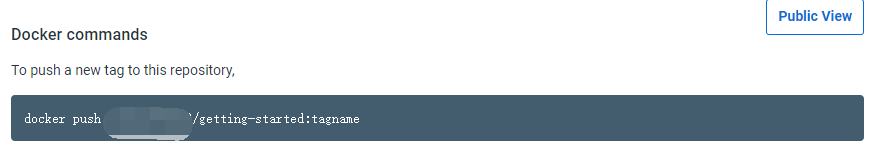 Public View
Docker commands
To push a new tag to this repository,
docker push /getting-started:tagname